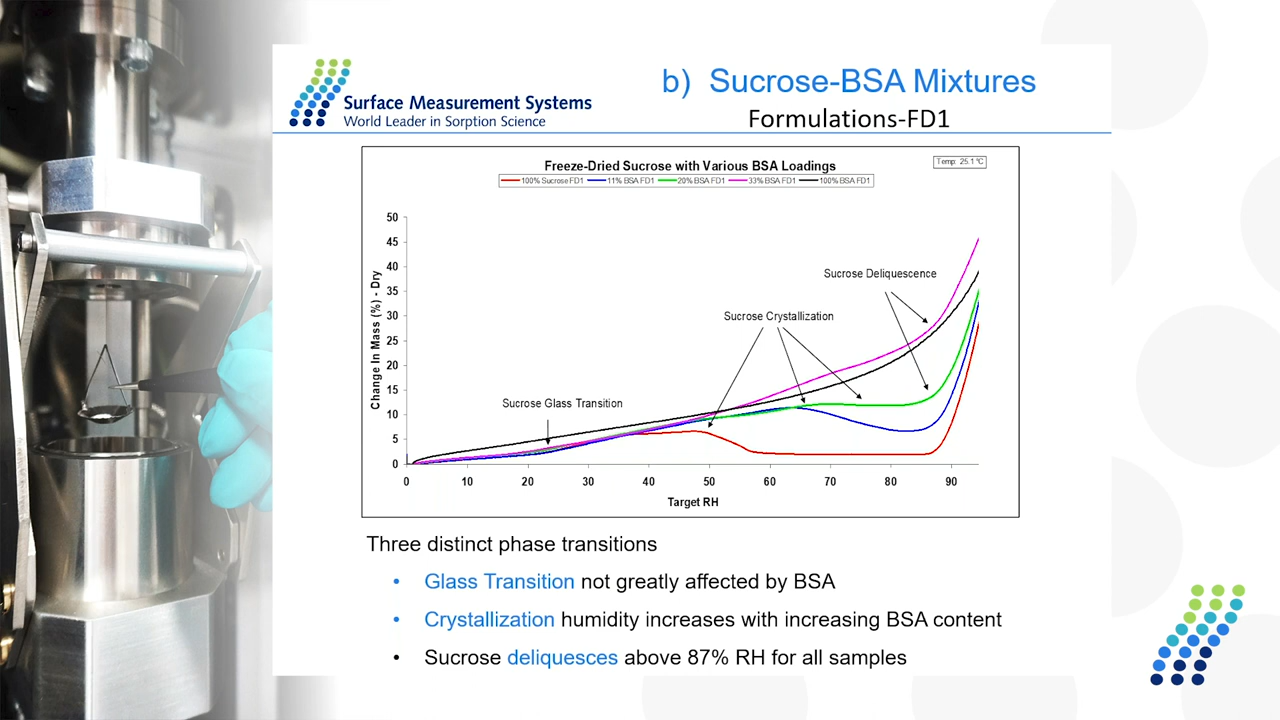 Surface Measurement Systems
World Leader in Sorption Science
b) Sucrose-BSA Mixtures
Formulations-FD1
Freeze-Dried Sucrose with Various BSA Loadings
Temp: 25.1 °C
100% Sucrose FD1 11% BSA FD1 20% BSA FD1 33% BSA FD1 100% BSA FD1
Change In Mass (%) - Dry
50
45
40
35
30
25
20
15
10
5
0
Sucrose Deliquescence
Sucrose Crystallization
Sucrose Glass Transition
0 10 20 30 40 50 60 70 80 90
Target RH
Three distinct phase transitions
• Glass Transition not greatly affected by BSA
• Crystallization humidity increases with increasing BSA content
• Sucrose deliquesces above 87% RH for all samples